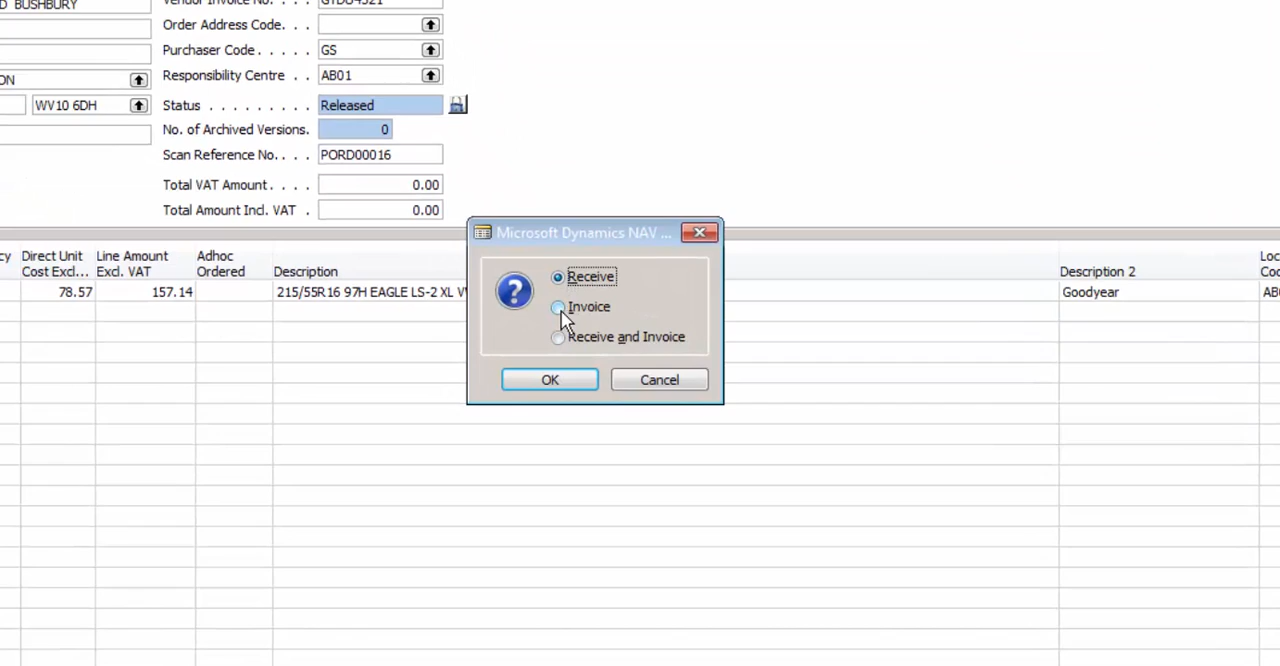 D BUSHBURY
Vendor Invoice No. . . .
Order Address Code. . . .
Purchaser Code . . . . . GS
Responsibility Centre . . AB01
ON
WV10 6DH
Status . . . . . . . . . Released
No. of Archived Versions. 0
Scan Reference No. . . . PORD00016
Total VAT Amount . . . . 0.00
Total Amount Incl. VAT . 0.00
Microsoft Dynamics NAV ...
Receive
Invoice
Receive and Invoice
OK Cancel
cy
Direct Unit
Cost Excl...
Line Amount
Excl. VAT
Adhoc
Ordered
Description
Description 2
Loc
Coc
78.57 157.14 215/55R16 97H EAGLE LS-2 XL Goodyear